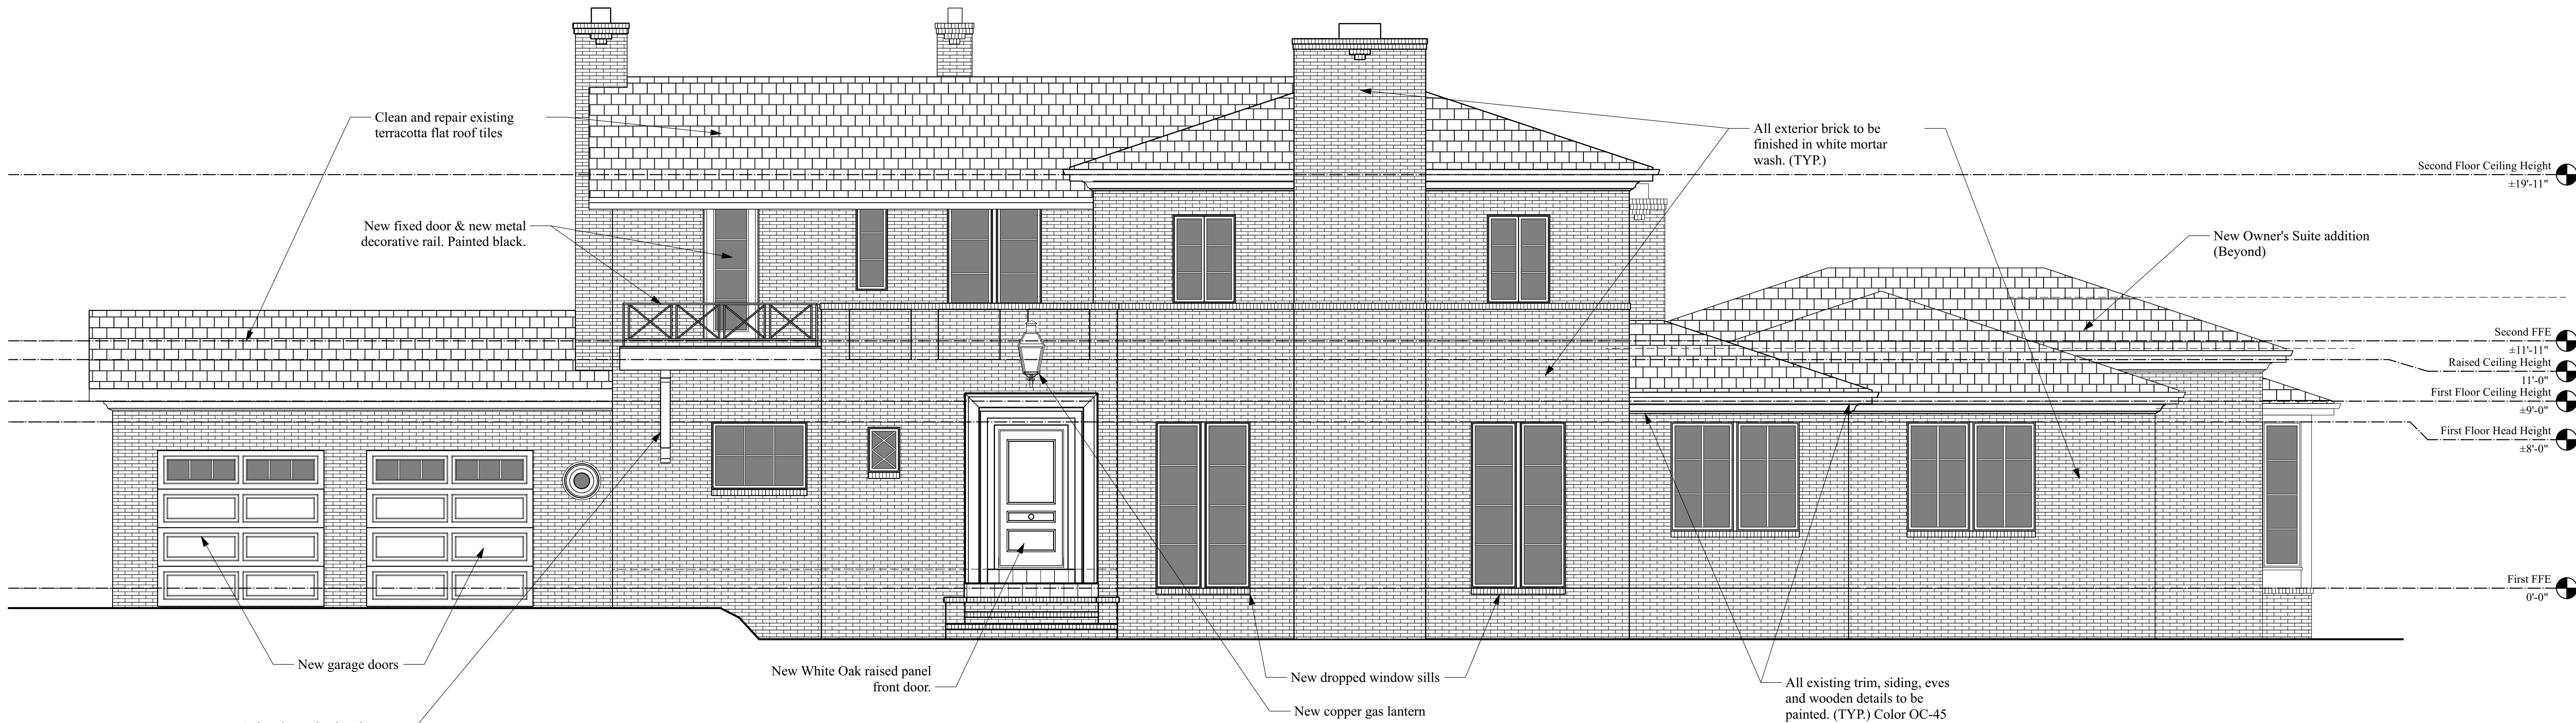 Clean and repair existing
terracotta flat roof tiles
All exterior brick to be
finished in white mortar
wash. (TYP.)
Second Floor Ceiling Height
±19'-11"
New fixed door & new metal
decorative rail. Painted black.
New Owner's Suite addition
(Beyond)
Second FFE
±11'-11"
Raised Ceiling Height
11'-0"
First Floor Ceiling Height
±9'-0"
First Floor Head Height
±8'-0"
First FFE
0'-0"
New garage doors
New White Oak raised panel
front door.
New dropped window sills
New copper gas lantern
All existing trim, siding, eves
and wooden details to be
painted. (TYP.) Color OC-45